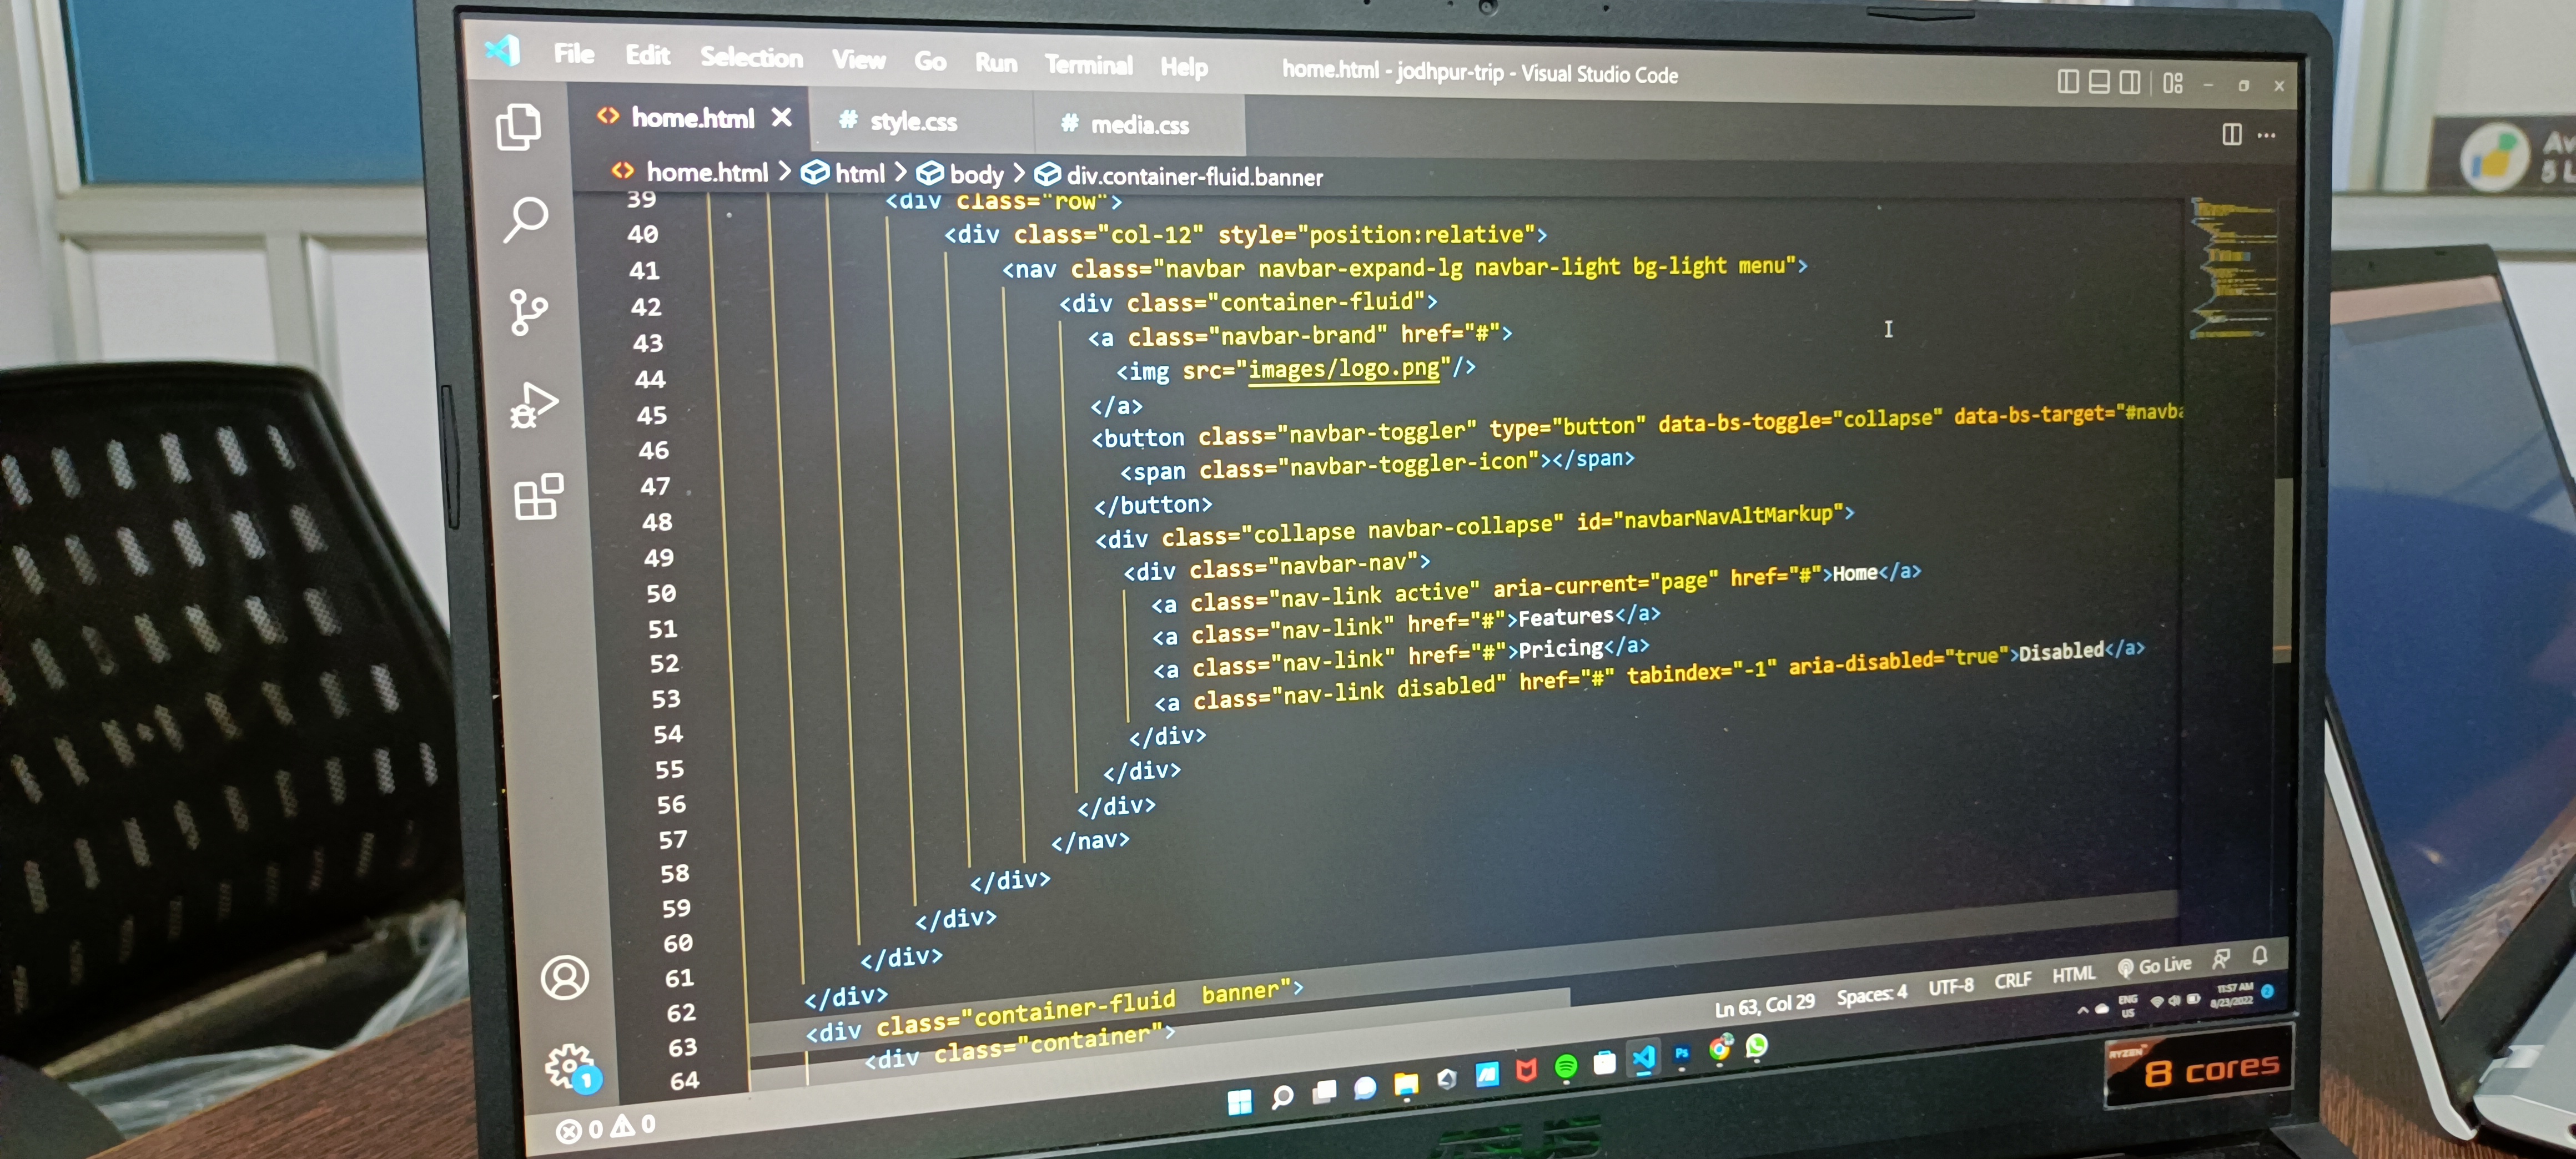 File Edit Selection View Go Run Terminal Help home.html - jodhpur-trip - Visual Studio Code
home.html style.css media.css
home.html > html > body > div.container-fluid.banner
39 <div class="row">
40 <div class="col-12" style="position:relative">
41 <nav class="navbar navbar-expand-lg navbar-light bg-light menu">
42 <div class="container-fluid">
43 <a class="navbar-brand" href="#">
44 <img src="images/logo.png"/>
45 </a>
46 <button class="navbar-toggler" type="button" data-bs-toggle="collapse" data-bs-target="#navba
47 <span class="navbar-toggler-icon"></span>
48 </button>
49 <div class="collapse navbar-collapse" id="navbarNavAltMarkup">
50 <div class="navbar-nav">
51 <a class="nav-link active" aria-current="page" href="#">Home</a>
52 <a class="nav-link" href="#">Features</a>
53 <a class="nav-link" href="#">Pricing</a>
54 <a class="nav-link disabled" href="#" tabindex="-1" aria-disabled="true">Disabled</a>
55 </div>
56 </div>
57 </div>
58 </nav>
59 </div>
60 </div>
61 </div>
62 </div>
63 <div class="container-fluid  banner">
64 <div class="container">
Ln 63, Col 29 Spaces: 4 UTF-8 CRLF HTML Go Live
0 0
1
ENG
US
11:57 AM
8/23/2022
2
Ps
RYZEN
8 cores
Av
5 L